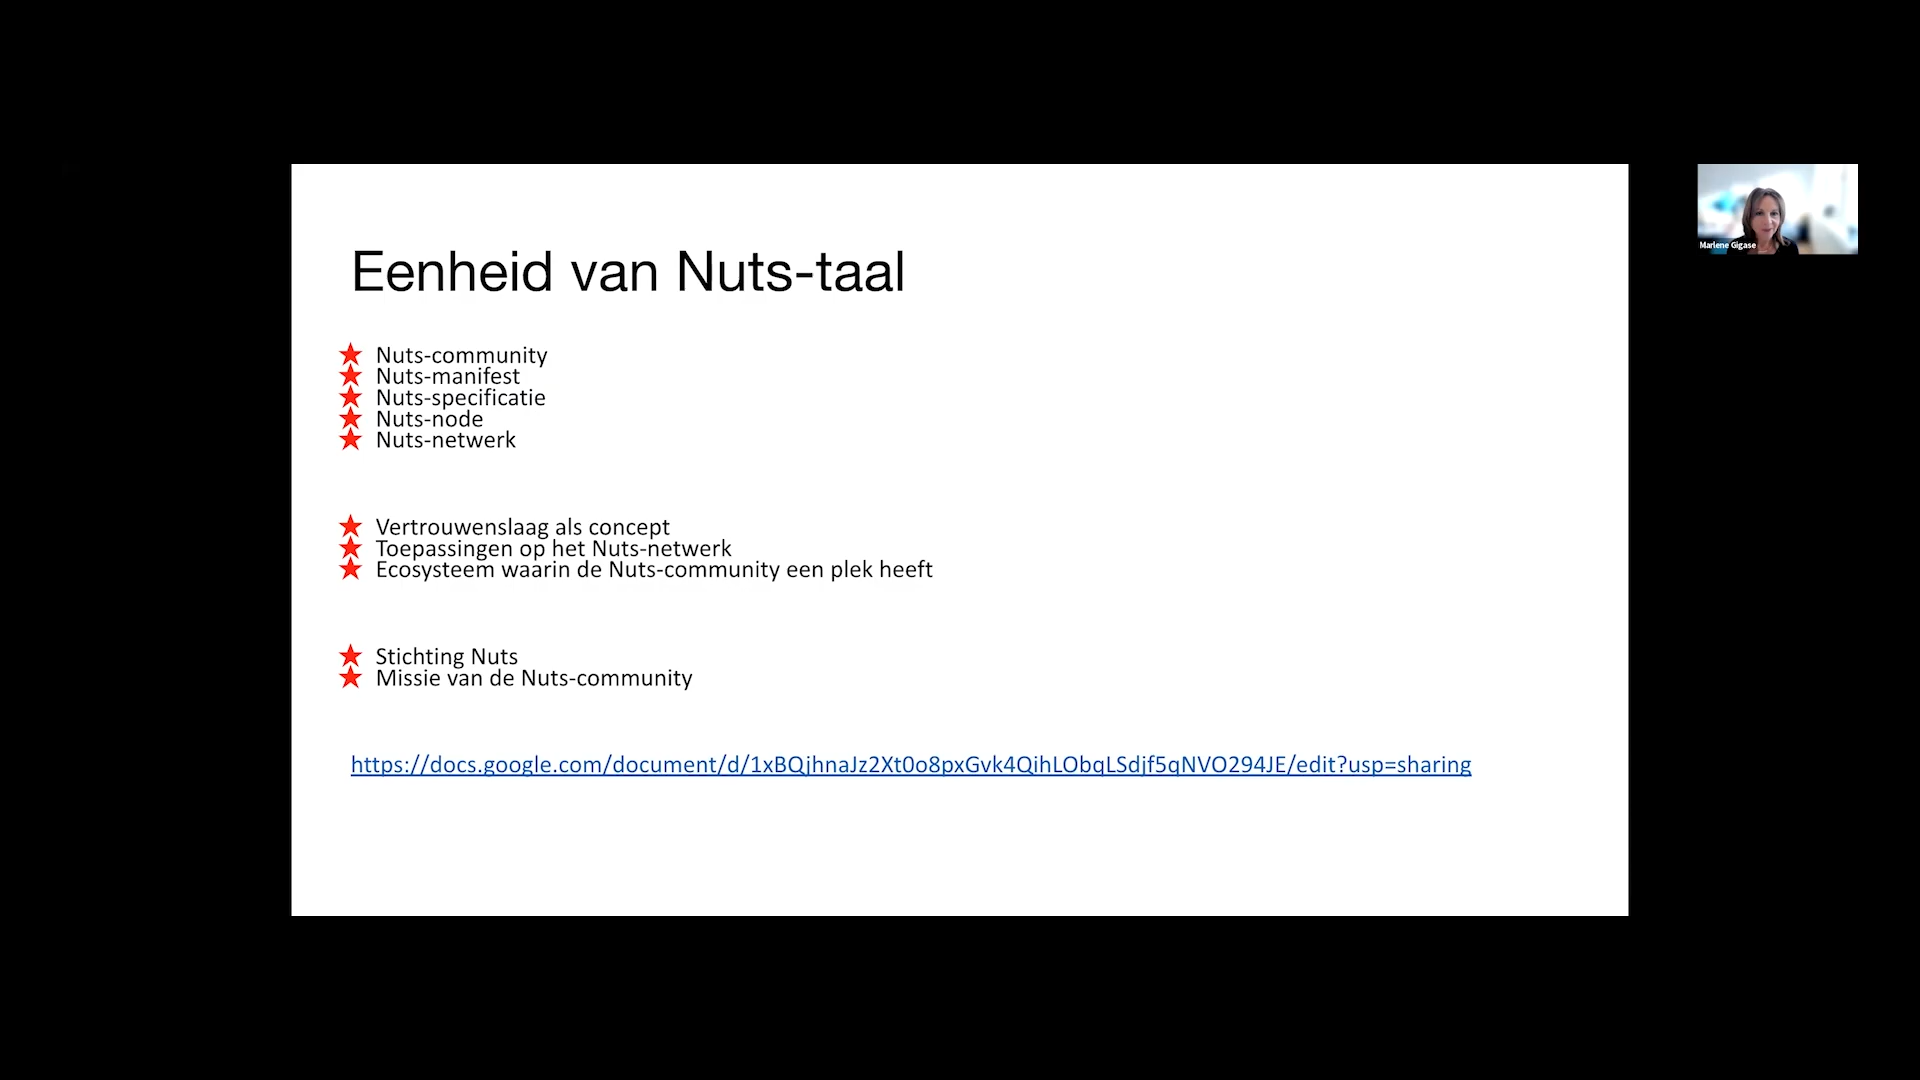 Eenheid van Nuts-taal
Nuts-community
Nuts-manifest
Nuts-specificatie
Nuts-node
Nuts-netwerk
Vertrouwenslaag als concept
Toepassingen op het Nuts-netwerk
Ecosysteem waarin de Nuts-community een plek heeft
Stichting Nuts
Missie van de Nuts-community
https://docs.google.com/document/d/1xBQjhnaJz2Xt0o8pxGvk4QihLObqLSdjf5qNVO294JE/edit?usp=sharing
Marlene Gigase